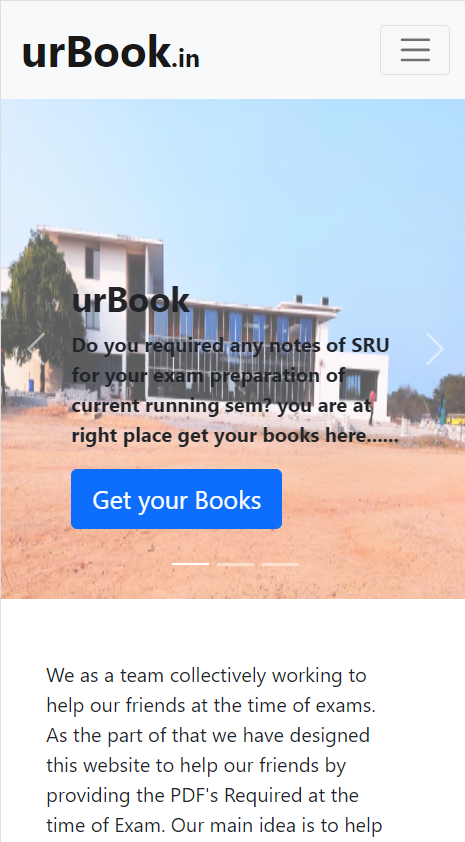 urBook.in
urBook
Do you required any notes of SRU
for your exam preparation of
current running sem? you are at
right place get your books here......
Get your Books
We as a team collectively working to
help our friends at the time of exams.
As the part of that we have designed
this website to help our friends by
providing the PDF's Required at the
time of Exam. Our main idea is to help